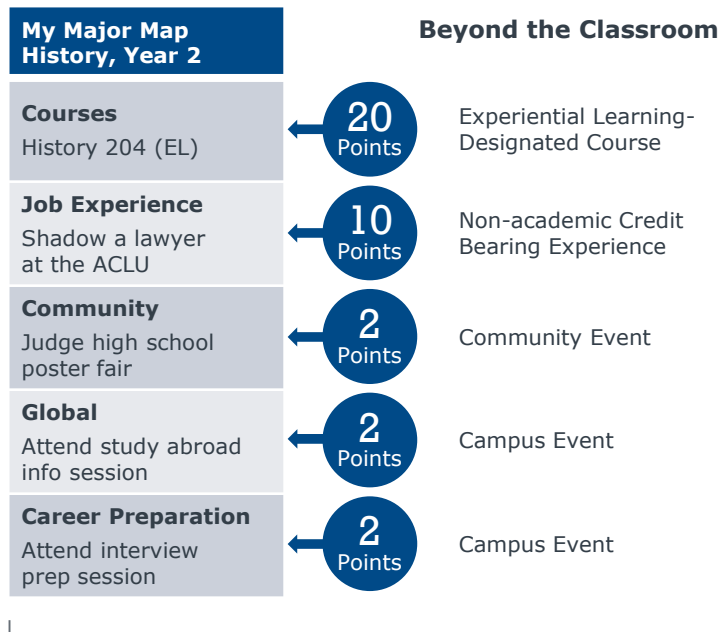 My Major Map
History, Year 2
Beyond the Classroom
Courses
History 204 (EL)
20
Points
Experiential Learning-
Designated Course
Job Experience
Shadow a lawyer
at the ACLU
10
Points
Non-academic Credit
Bearing Experience
Community
Judge high school
poster fair
2
Points
Community Event
Global
Attend study abroad
info session
2
Points
Campus Event
Career Preparation
Attend interview
prep session
2
Points
Campus Event